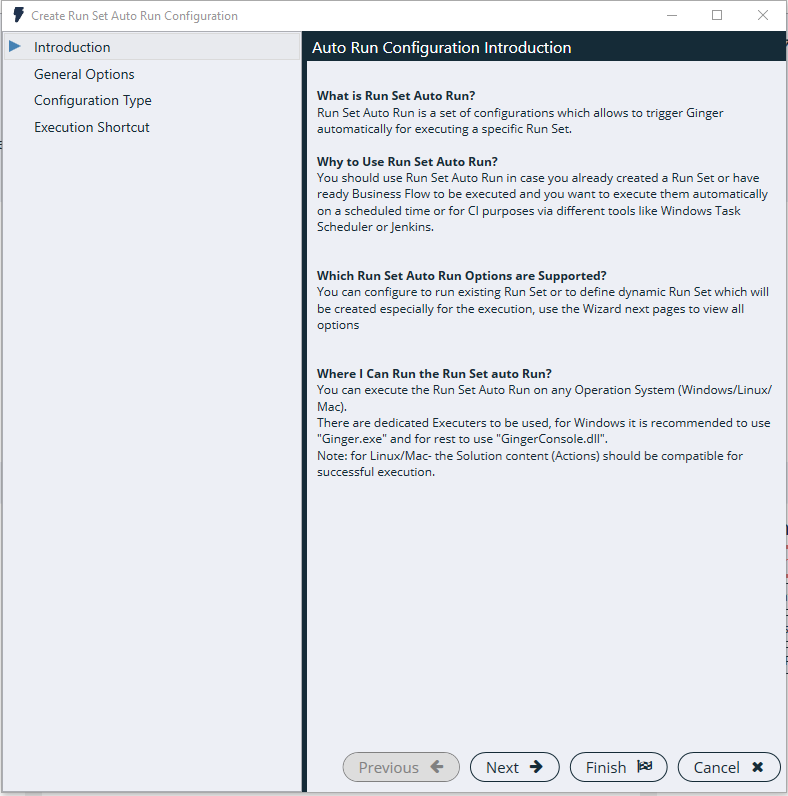 Create Run Set Auto Run Configuration
Introduction
General Options
Configuration Type
Execution Shortcut
Auto Run Configuration Introduction
What is Run Set Auto Run?
Run Set Auto Run is a set of configurations which allows to trigger Ginger
automatically for executing a specific Run Set.
Why to Use Run Set Auto Run?
You should use Run Set Auto Run in case you already created a Run Set or have
ready Business Flow to be executed and you want to execute them automatically
on a scheduled time or for CI purposes via different tools like Windows Task
Scheduler or Jenkins.
Which Run Set Auto Run Options are Supported?
You can configure to run existing Run Set or to define dynamic Run Set which will
be created especially for the execution, use the Wizard next pages to view all
options
Where I Can Run the Run Set auto Run?
You can execute the Run Set Auto Run on any Operation System (Windows/Linux/
Mac).
There are dedicated Executers to be used, for Windows it is recommended to use
"Ginger.exe" and for rest to use "GingerConsole.dll".
Note: for Linux/Mac- the Solution content (Actions) should be compatible for
successful execution.
Previous
Next
Finish
Cancel